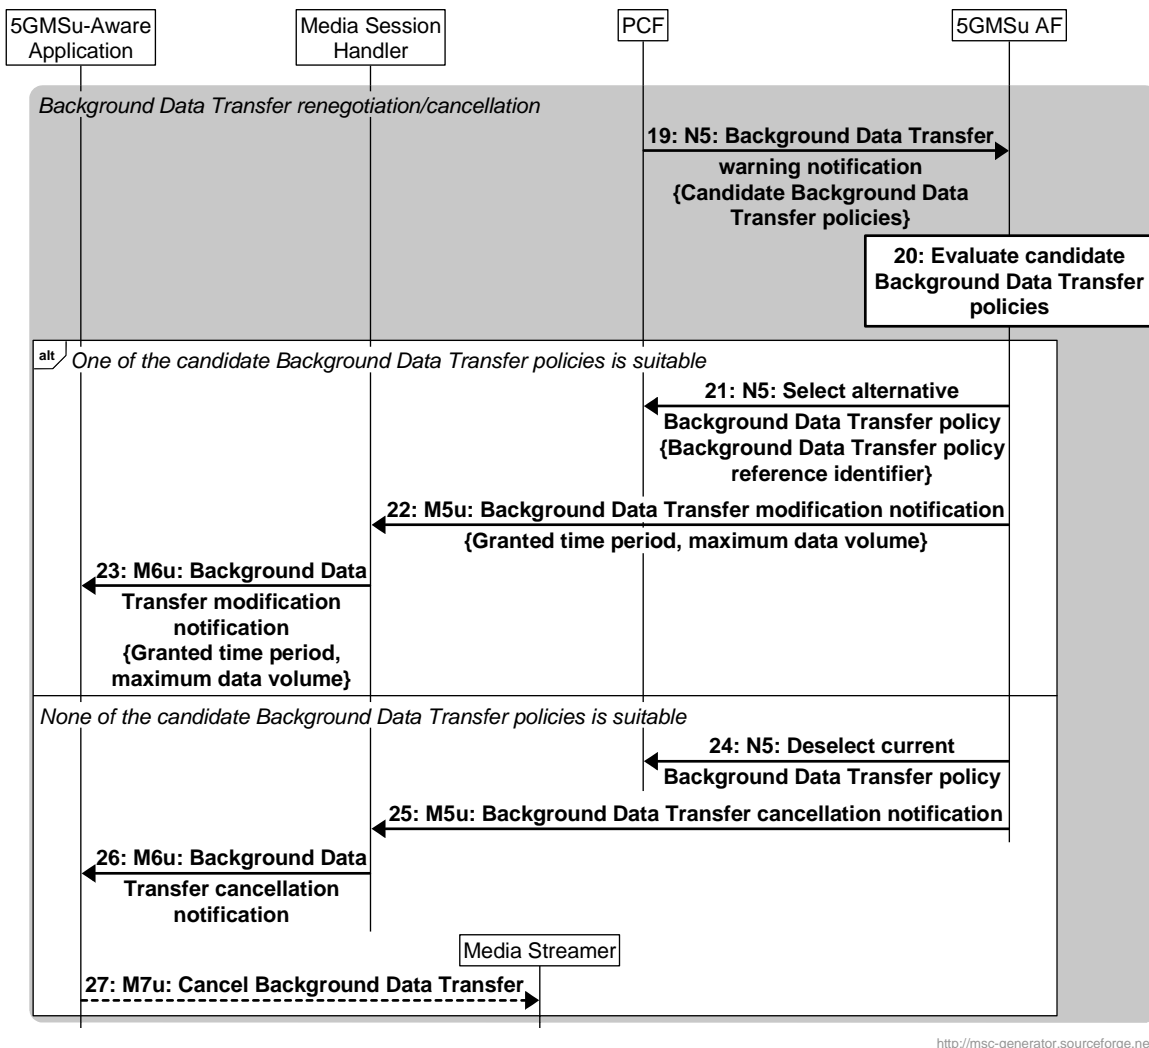 5GMSu-Aware
Application
Media Session
Handler
PCF
5GMSu AF
Background Data Transfer renegotiation/cancellation
19: N5: Background Data Transfer
warning notification
{Candidate Background Data
Transfer policies}
20: Evaluate candidate
Background Data Transfer
policies
alt
One of the candidate Background Data Transfer policies is suitable
21: N5: Select alternative
Background Data Transfer policy
{Background Data Transfer policy
reference identifier}
22: M5u: Background Data Transfer modification notification
{Granted time period, maximum data volume}
23: M6u: Background Data
Transfer modification
notification
{Granted time period,
maximum data volume}
None of the candidate Background Data Transfer policies is suitable
24: N5: Deselect current
Background Data Transfer policy
25: M5u: Background Data Transfer cancellation notification
26: M6u: Background Data
Transfer cancellation
notification
Media Streamer
27: M7u: Cancel Background Data Transfer
http://msc-generator.sourceforge.ne